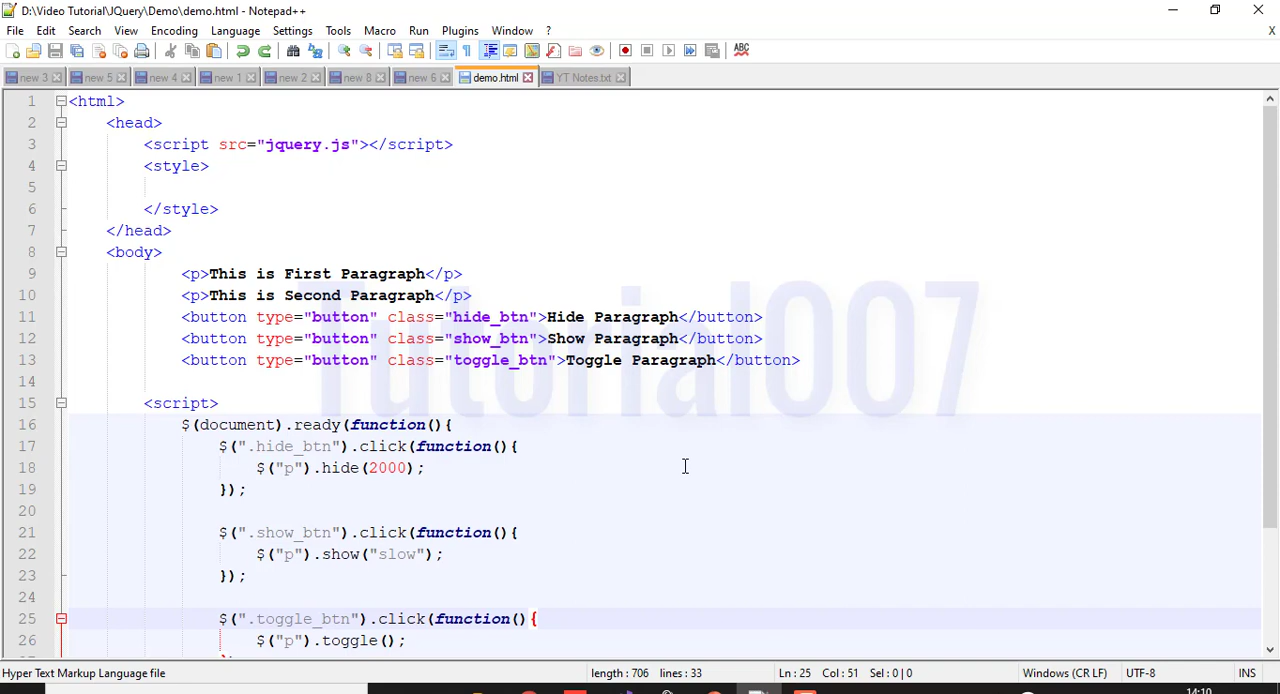 D:\Video Tutorial\JQuery\Demo\demo.html - Notepad++
File Edit Search View Encoding Language Settings Tools Macro Run Plugins Window ? X
ABC
new 3 new 5 new 4 new 1 new 2 new 8 new 6 demo.html YT Notes.txt
1 <html>
2 <head>
3 <script src="jquery.js"></script>
4 <style>
5
6 </style>
7 </head>
8 <body>
9 <p>This is First Paragraph</p>
10 <p>This is Second Paragraph</p>
11 <button type="button" class="hide_btn">Hide Paragraph</button>
12 <button type="button" class="show_btn">Show Paragraph</button>
13 <button type="button" class="toggle_btn">Toggle Paragraph</button>
14
15 <script>
16 $(document).ready(function(){
17 $(".hide_btn").click(function(){
18 $("p").hide(2000);
19 });
20
21 $(".show_btn").click(function(){
22 $("p").show("slow");
23 });
24
25 $(".toggle_btn").click(function(){
26 $("p").toggle();
Tutorial007
Hyper Text Markup Language file length : 706 lines : 33 Ln : 25 Col : 51 Sel : 0 | 0 Windows (CR LF) UTF-8 INS
14:10